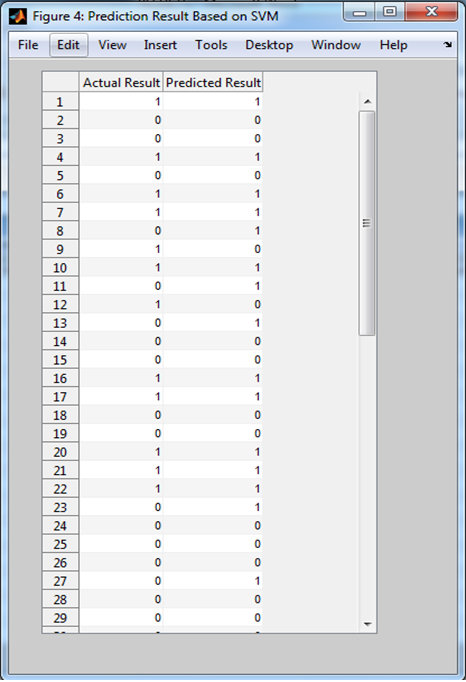 Figure 4: Prediction Result Based on SVM
File Edit View Insert Tools Desktop Window Help
Actual Result Predicted Result
1 1 1
2 0 0
3 0 0
4 1 1
5 0 0
6 1 1
7 1 1
8 0 1
9 1 0
10 1 1
11 0 1
12 1 0
13 0 1
14 0 0
15 0 0
16 1 1
17 1 1
18 0 0
19 0 0
20 1 1
21 1 1
22 1 1
23 0 1
24 0 0
25 0 0
26 0 0
27 0 1
28 0 0
29 0 0